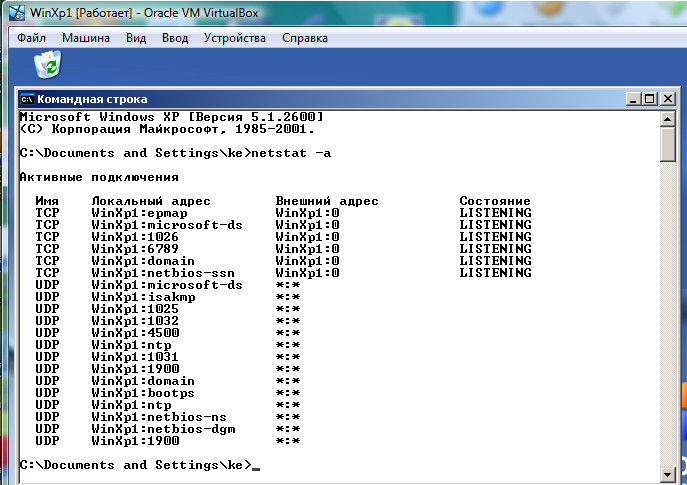 WinXp1 [Работает] - Oracle VM VirtualBox
Файл Машина Вид Ввод Устройства Справка
Командная строка
Microsoft Windows XP [Версия 5.1.2600]
(С) Корпорация Майкрософт, 1985-2001.
C:\Documents and Settings\ke>netstat -a
Активные подключения
Имя Локальный адрес Внешний адрес Состояние
TCP WinXp1:epmap WinXp1:0 LISTENING
TCP WinXp1:microsoft-ds WinXp1:0 LISTENING
TCP WinXp1:1026 WinXp1:0 LISTENING
TCP WinXp1:6789 WinXp1:0 LISTENING
TCP WinXp1:domain WinXp1:0 LISTENING
TCP WinXp1:netbios-ssn WinXp1:0 LISTENING
UDP WinXp1:microsoft-ds *:*
UDP WinXp1:isakmp *:*
UDP WinXp1:1025 *:*
UDP WinXp1:1032 *:*
UDP WinXp1:4500 *:*
UDP WinXp1:ntp *:*
UDP WinXp1:1031 *:*
UDP WinXp1:1900 *:*
UDP WinXp1:domain *:*
UDP WinXp1:bootps *:*
UDP WinXp1:ntp *:*
UDP WinXp1:netbios-ns *:*
UDP WinXp1:netbios-dgm *:*
UDP WinXp1:1900 *:*
C:\Documents and Settings\ke>_